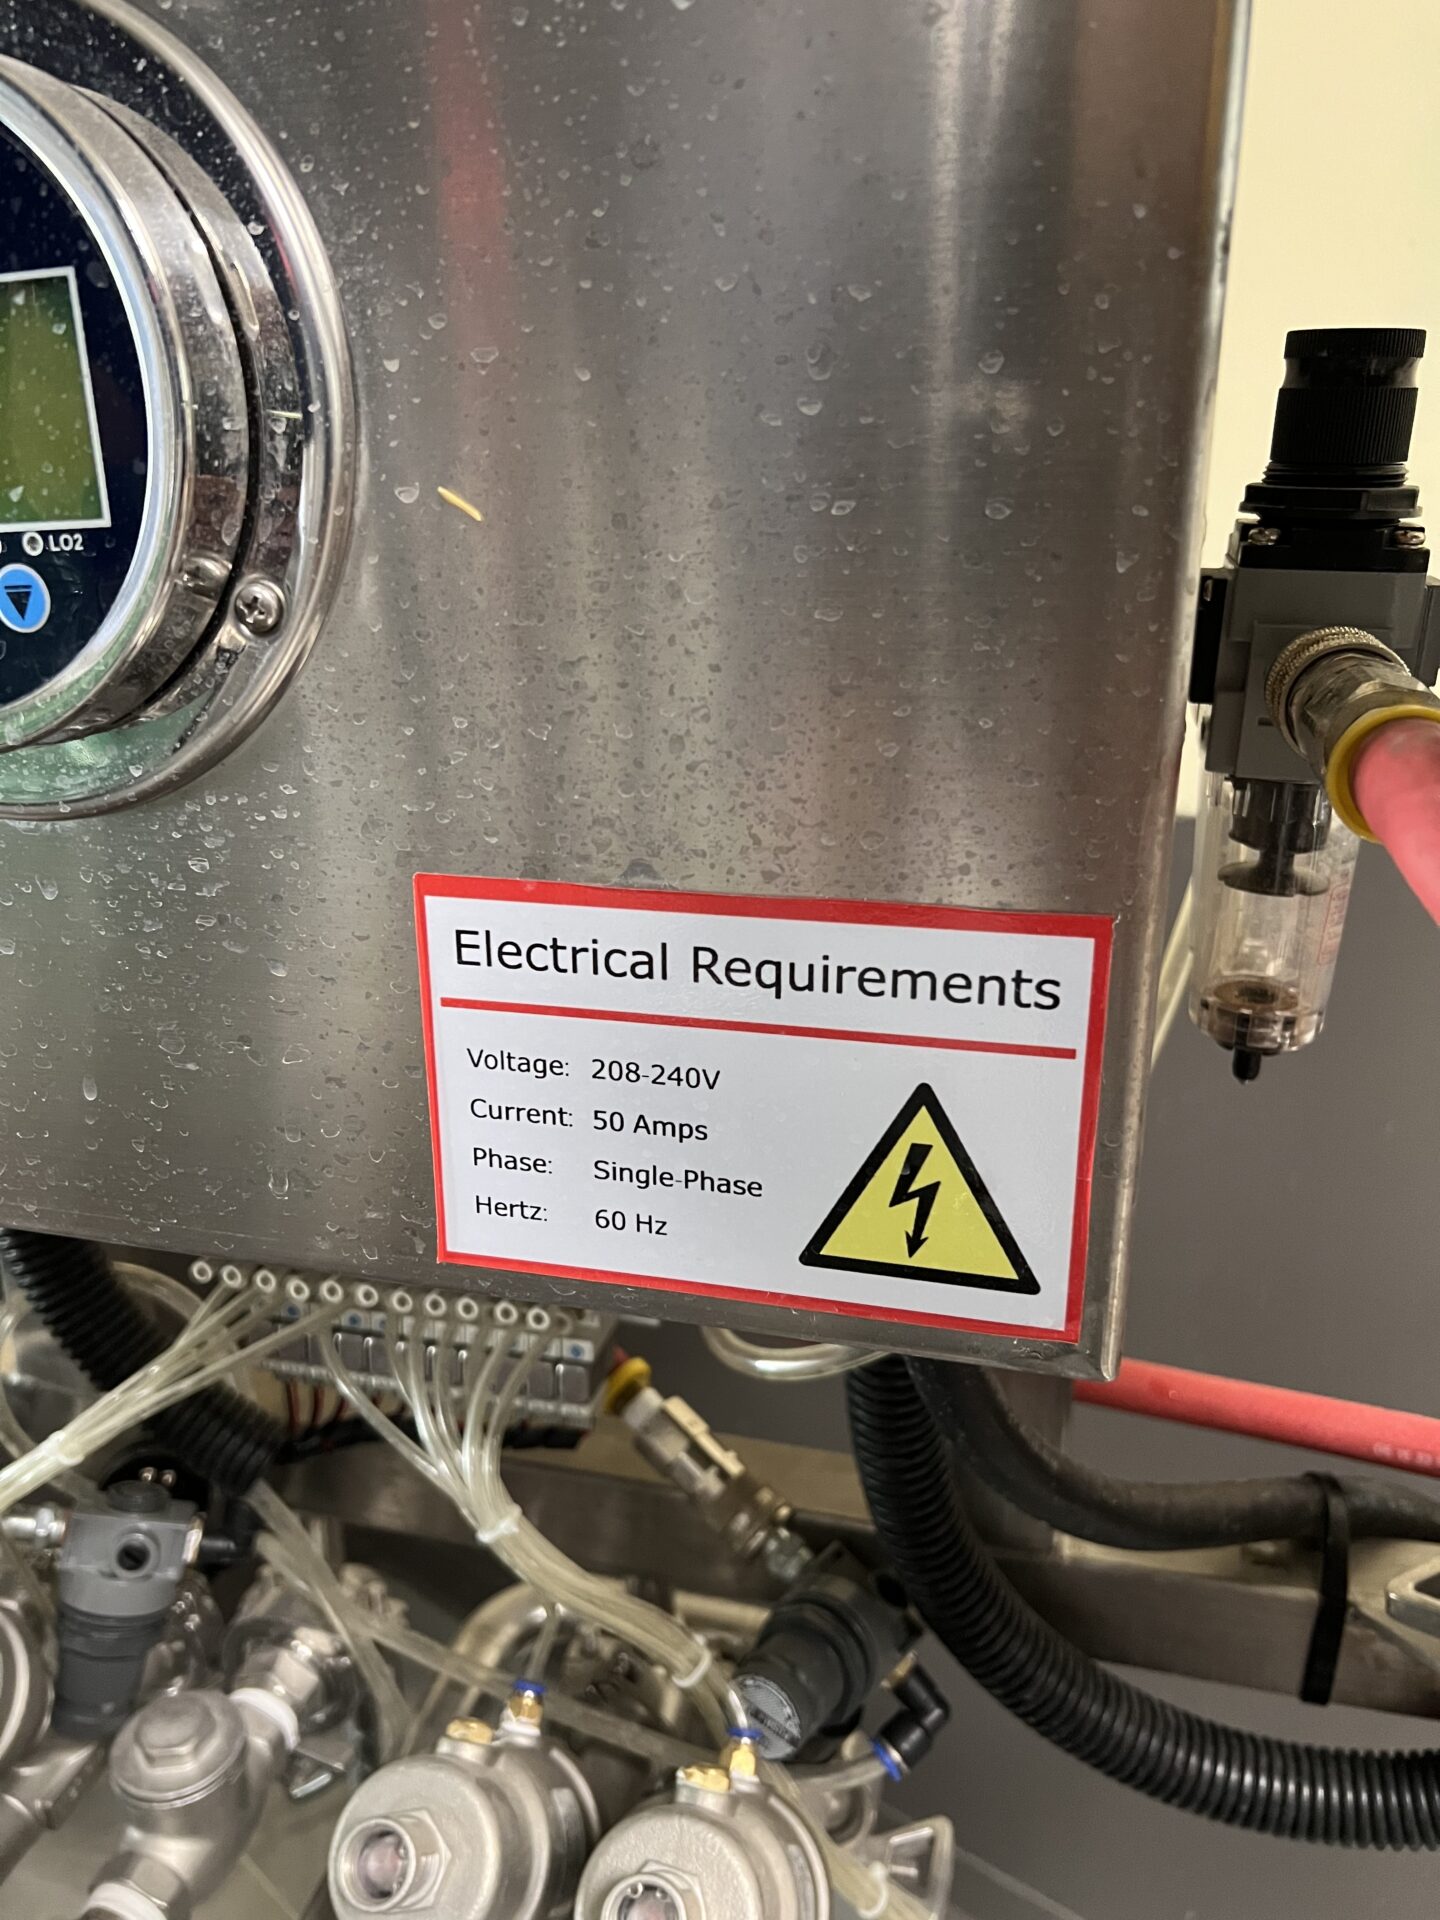 LO2
Electrical Requirements
Voltage: 208-240V
Current: 50 Amps
Phase: Single-Phase
Hertz: 60 Hz